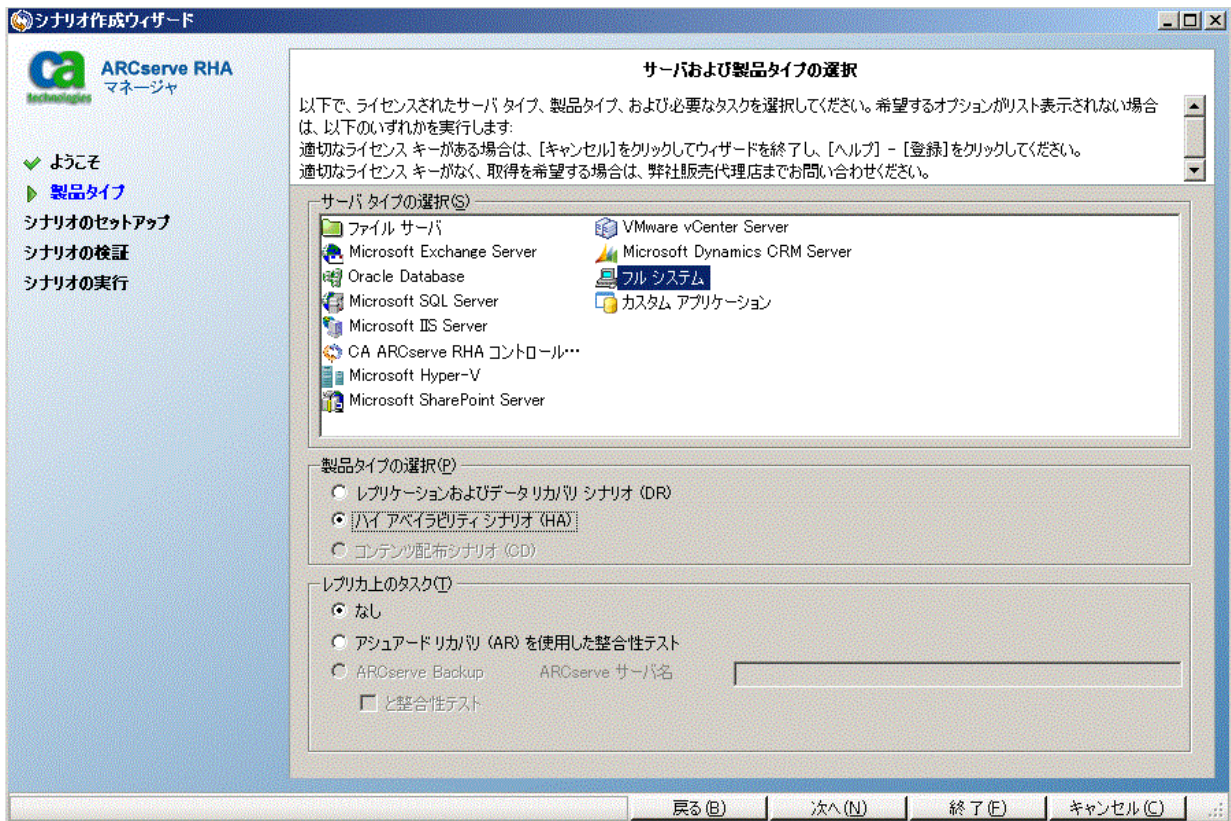 シナリオ作成ウィザード
ca
technologies
ARCserve RHA
マネージャ
ようこそ
製品タイプ
シナリオのセットアップ
シナリオの検証
シナリオの実行
サーバおよび製品タイプの選択
以下で、ライセンスされたサーバ タイプ、製品タイプ、および必要なタスクを選択してください。希望するオプションがリスト表示されない場合
は、以下のいずれかを実行します:
適切なライセンス キーがある場合は、[キャンセル]をクリックしてウィザードを終了し、[ヘルプ] - [登録]をクリックしてください。
適切なライセンス キーがなく、取得を希望する場合は、弊社販売代理店までお問い合わせください。
サーバ タイプの選択(S)
ファイル サーバ
Microsoft Exchange Server
Oracle Database
Microsoft SQL Server
Microsoft IIS Server
CA ARCserve RHA コントロール…
Microsoft Hyper-V
Microsoft SharePoint Server
VMware vCenter Server
Microsoft Dynamics CRM Server
フル システム
カスタム アプリケーション
製品タイプの選択(P)
レプリケーションおよびデータ リカバリ シナリオ (DR)
ハイ アベイラビリティ シナリオ (HA)
コンテンツ配布シナリオ (CD)
レプリカ上のタスク(T)
なし
アシュアード リカバリ (AR) を使用した整合性テスト
ARCserve Backup ARCserve サーバ名
と整合性テスト
戻る(B) 次へ(N) 終了(F) キャンセル(C)